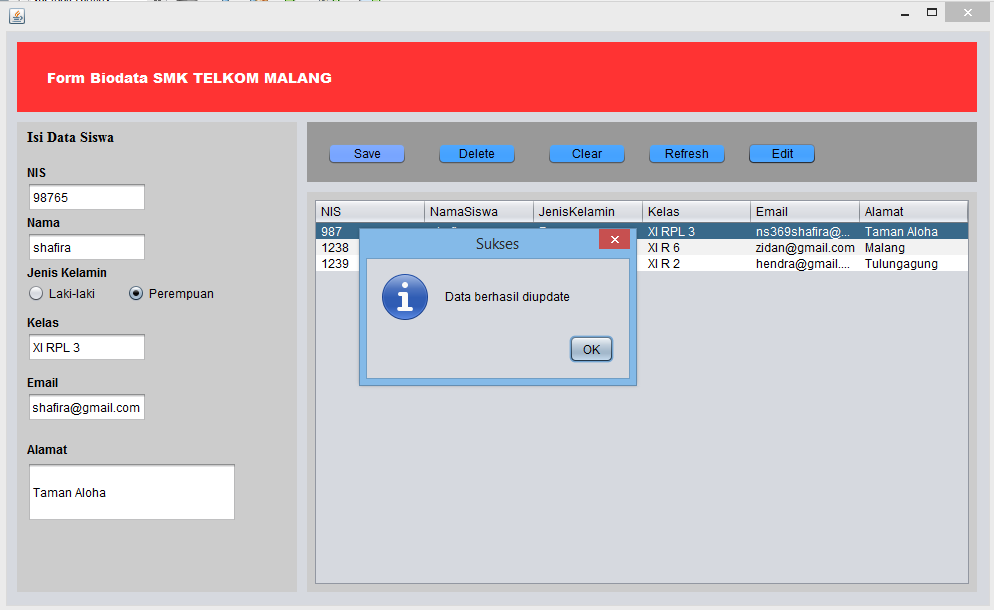 Form Biodata SMK TELKOM MALANG
Isi Data Siswa
NIS
98765
Nama
shafira
Jenis Kelamin
Laki-laki Perempuan
Kelas
XI RPL 3
Email
shafira@gmail.com
Alamat
Taman Aloha
Save Delete Clear Refresh Edit
NIS NamaSiswa JenisKelamin Kelas Email Alamat
987 XI RPL 3 ns369shafira@... Taman Aloha
1238 XI R 6 zidan@gmail.com Malang
1239 XI R 2 hendra@gmail.... Tulungagung
Sukses
Data berhasil diupdate
OK